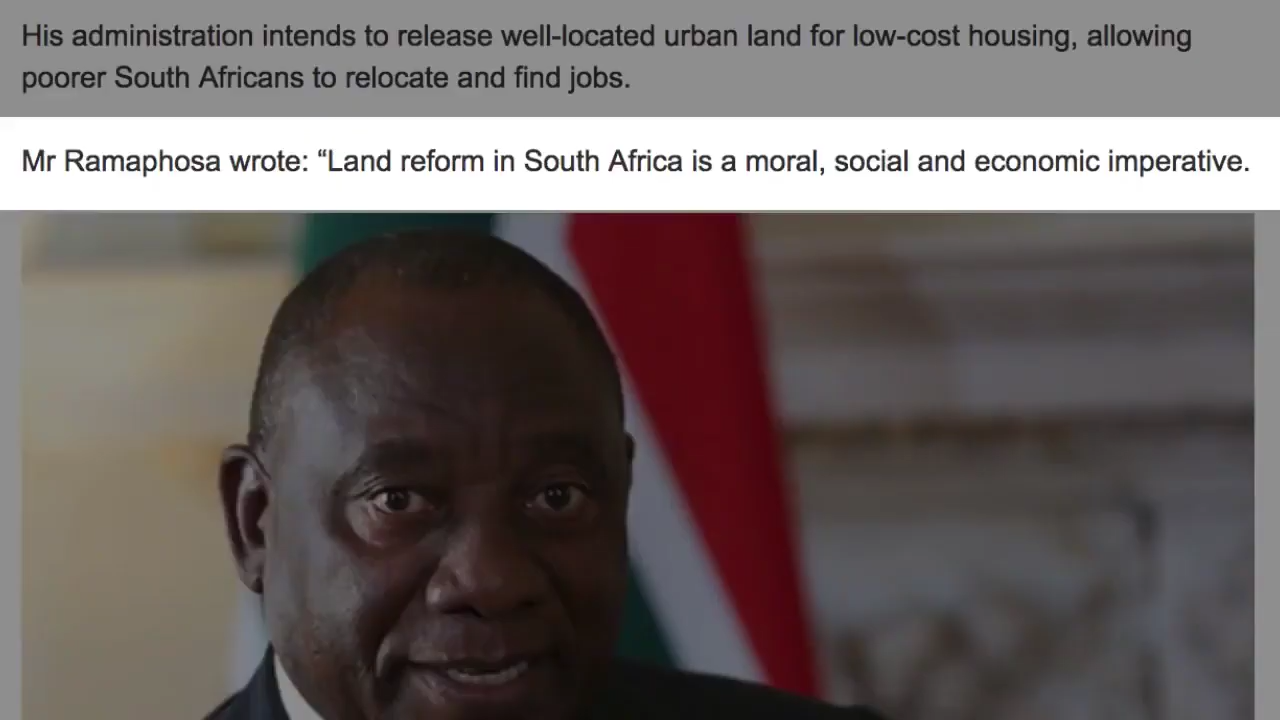 His administration intends to release well-located urban land for low-cost housing, allowing
poorer South Africans to relocate and find jobs.
Mr Ramaphosa wrote: “Land reform in South Africa is a moral, social and economic imperative.